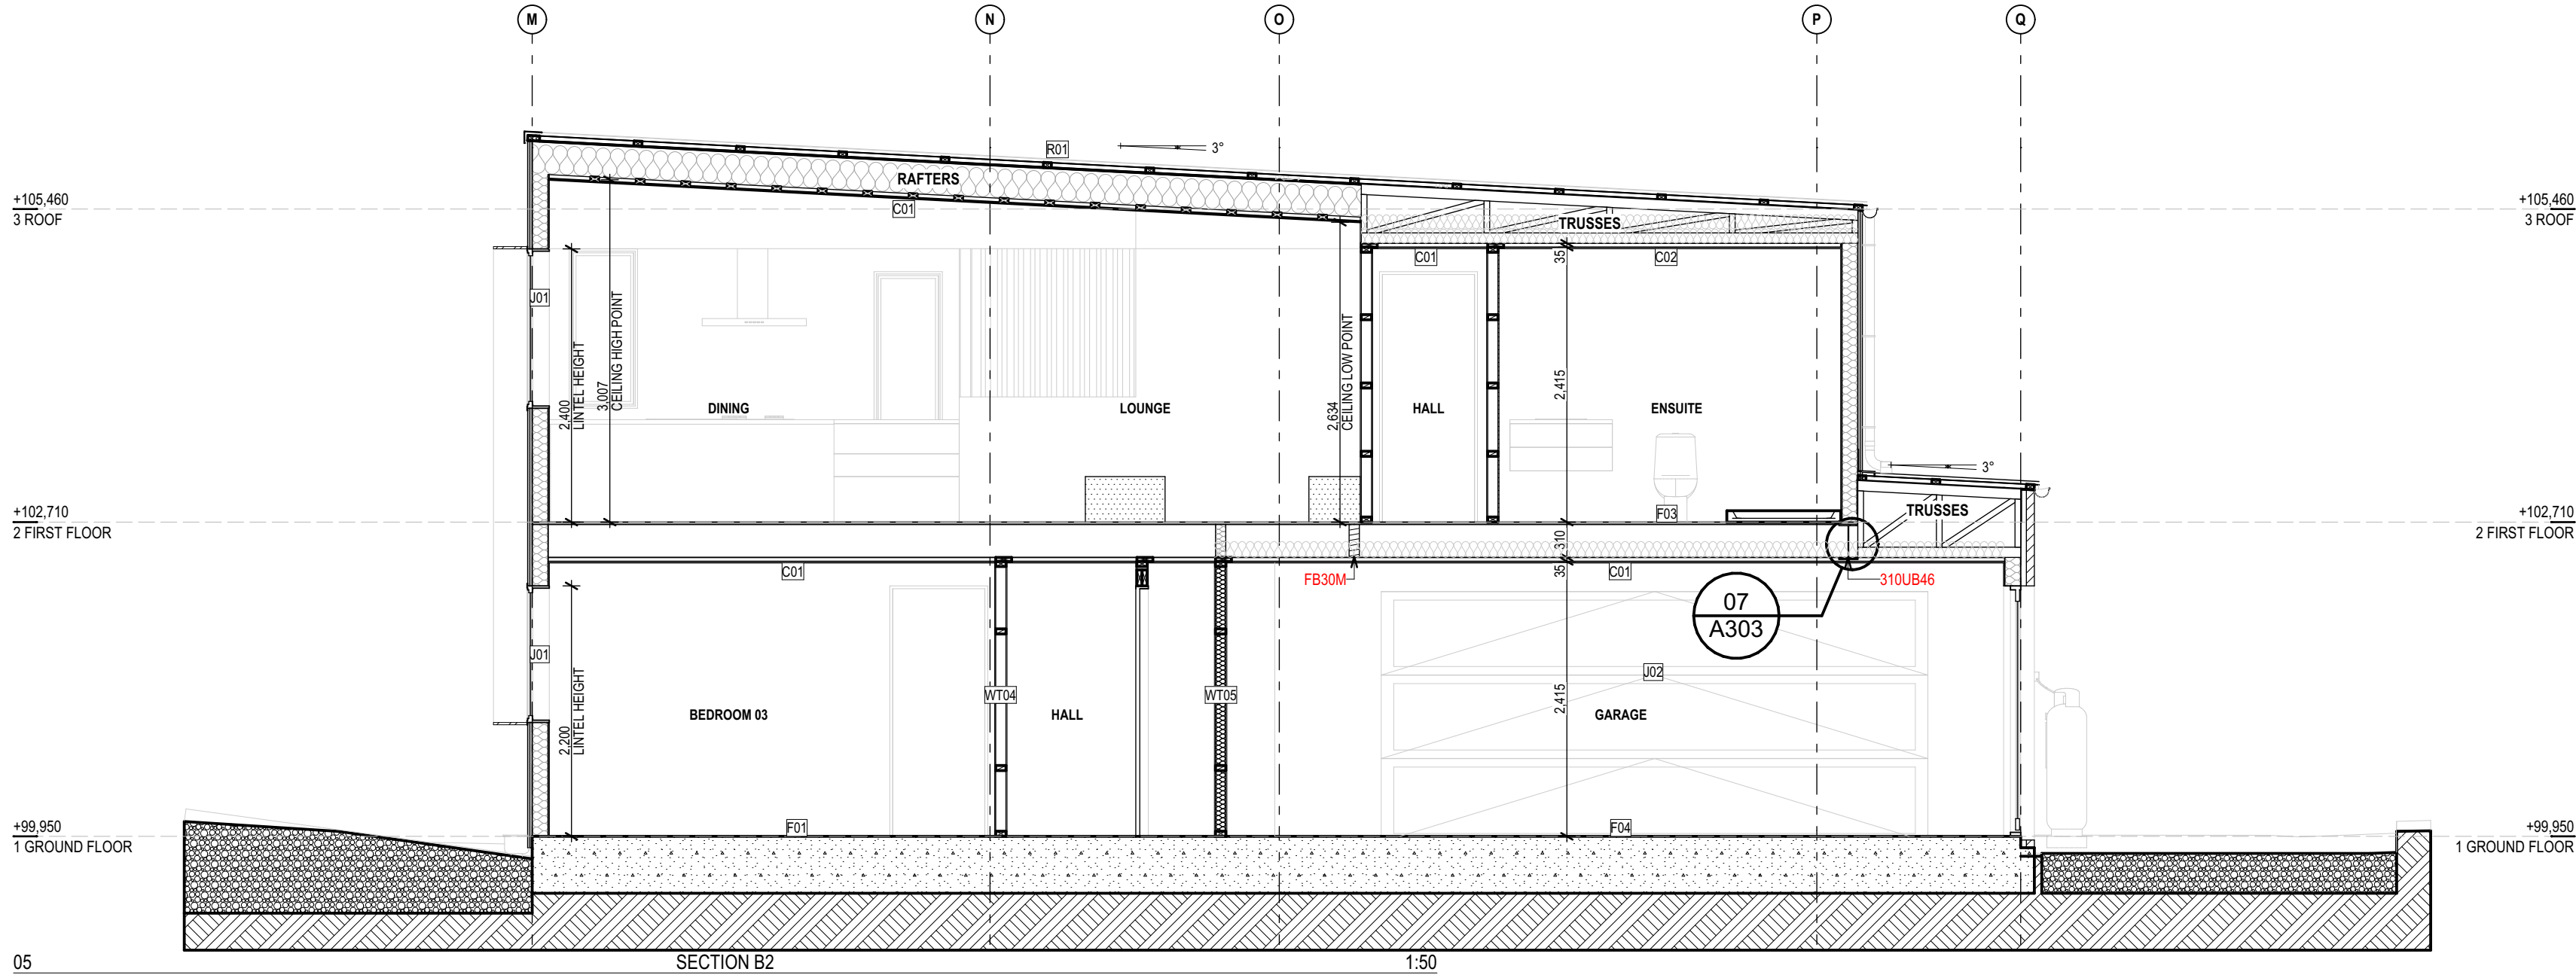 M
N
O
P
Q
R01
3°
RAFTERS
+105,460
3 ROOF
C01
+105,460
3 ROOF
TRUSSES
35
C01
C02
J01
2,400
LINTEL HEIGHT
3,007
CEILING HIGH POINT
2,634
CEILING LOW POINT
2,415
DINING
LOUNGE
HALL
ENSUITE
3°
+102,710
2 FIRST FLOOR
F03
TRUSSES
+102,710
2 FIRST FLOOR
310
35
C01
FB30M
C01
310UB46
07
A303
J01
2,200
LINTEL HEIGHT
WT04
WT05
J02
2,415
BEDROOM 03
HALL
GARAGE
+99,950
1 GROUND FLOOR
F01
F04
+99,950
1 GROUND FLOOR
05
SECTION B2
1:50